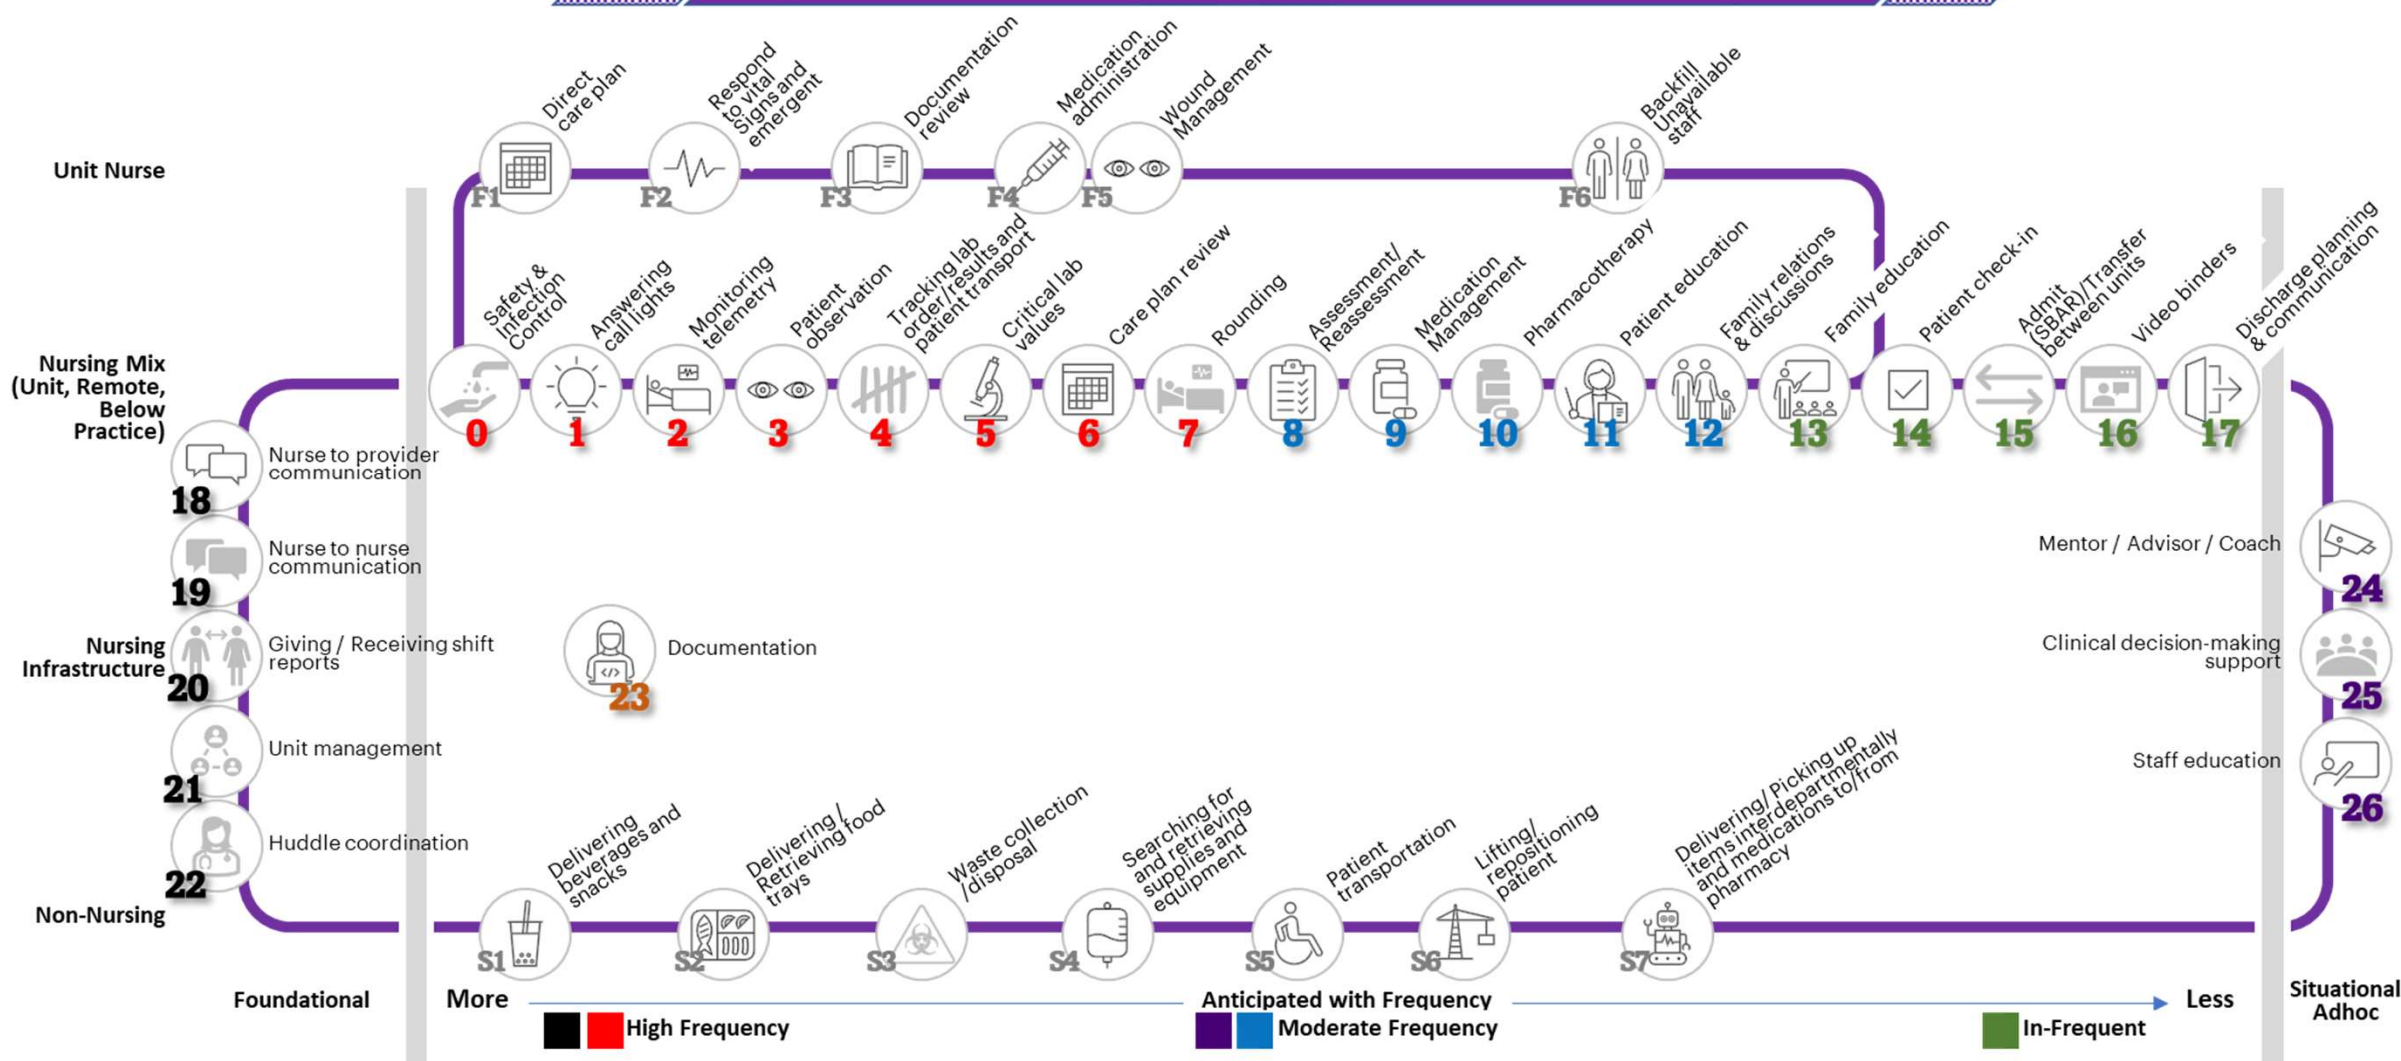 Direct
care plan
Respond
to vital
Signs and
emergent
Documentation
review
Medication
administration
Wound
Management
Backfill
Unavailable
staff
Unit Nurse
F1
F2
F3
F4
F5
F6
Safety &
Infection
Control
Answering
call lights
Monitoring
telemetry
Patient
observation
Tracking lab
order/results and
patient transport
Critical lab
values
Care plan review
Rounding
Assessment/
Reassessment
Medication
Management
Pharmacotherapy
Patient education
Family relations
& discussions
Family education
Patient check-in
Admit
(SBAR)/Transfer
between units
Video binders
Discharge planning
& communication
Nursing Mix
(Unit, Remote,
Below
Practice)
0
1
2
3
4
5
6
7
8
9
10
11
12
13
14
15
16
17
Nurse to provider
communication
18
Nurse to nurse
communication
19
Nursing
Infrastructure
Giving / Receiving shift
reports
20
Unit management
21
Huddle coordination
22
Documentation
23
Mentor / Advisor / Coach
24
Clinical decision-making
support
25
Staff education
26
Non-Nursing
Delivering
beverages and
snacks
Delivering/
Retrieving food
trays
Waste collection
/disposal
Searching for
and retrieving
supplies and
equipment
Patient
transportation
Lifting/
repositioning
patient
Delivering/ Picking up
items interdepartmentally
and medications to/from
pharmacy
S1
S2
S3
S4
S5
S6
S7
Foundational
More
Anticipated with Frequency
Less
Situational
Adhoc
High Frequency
Moderate Frequency
In-Frequent